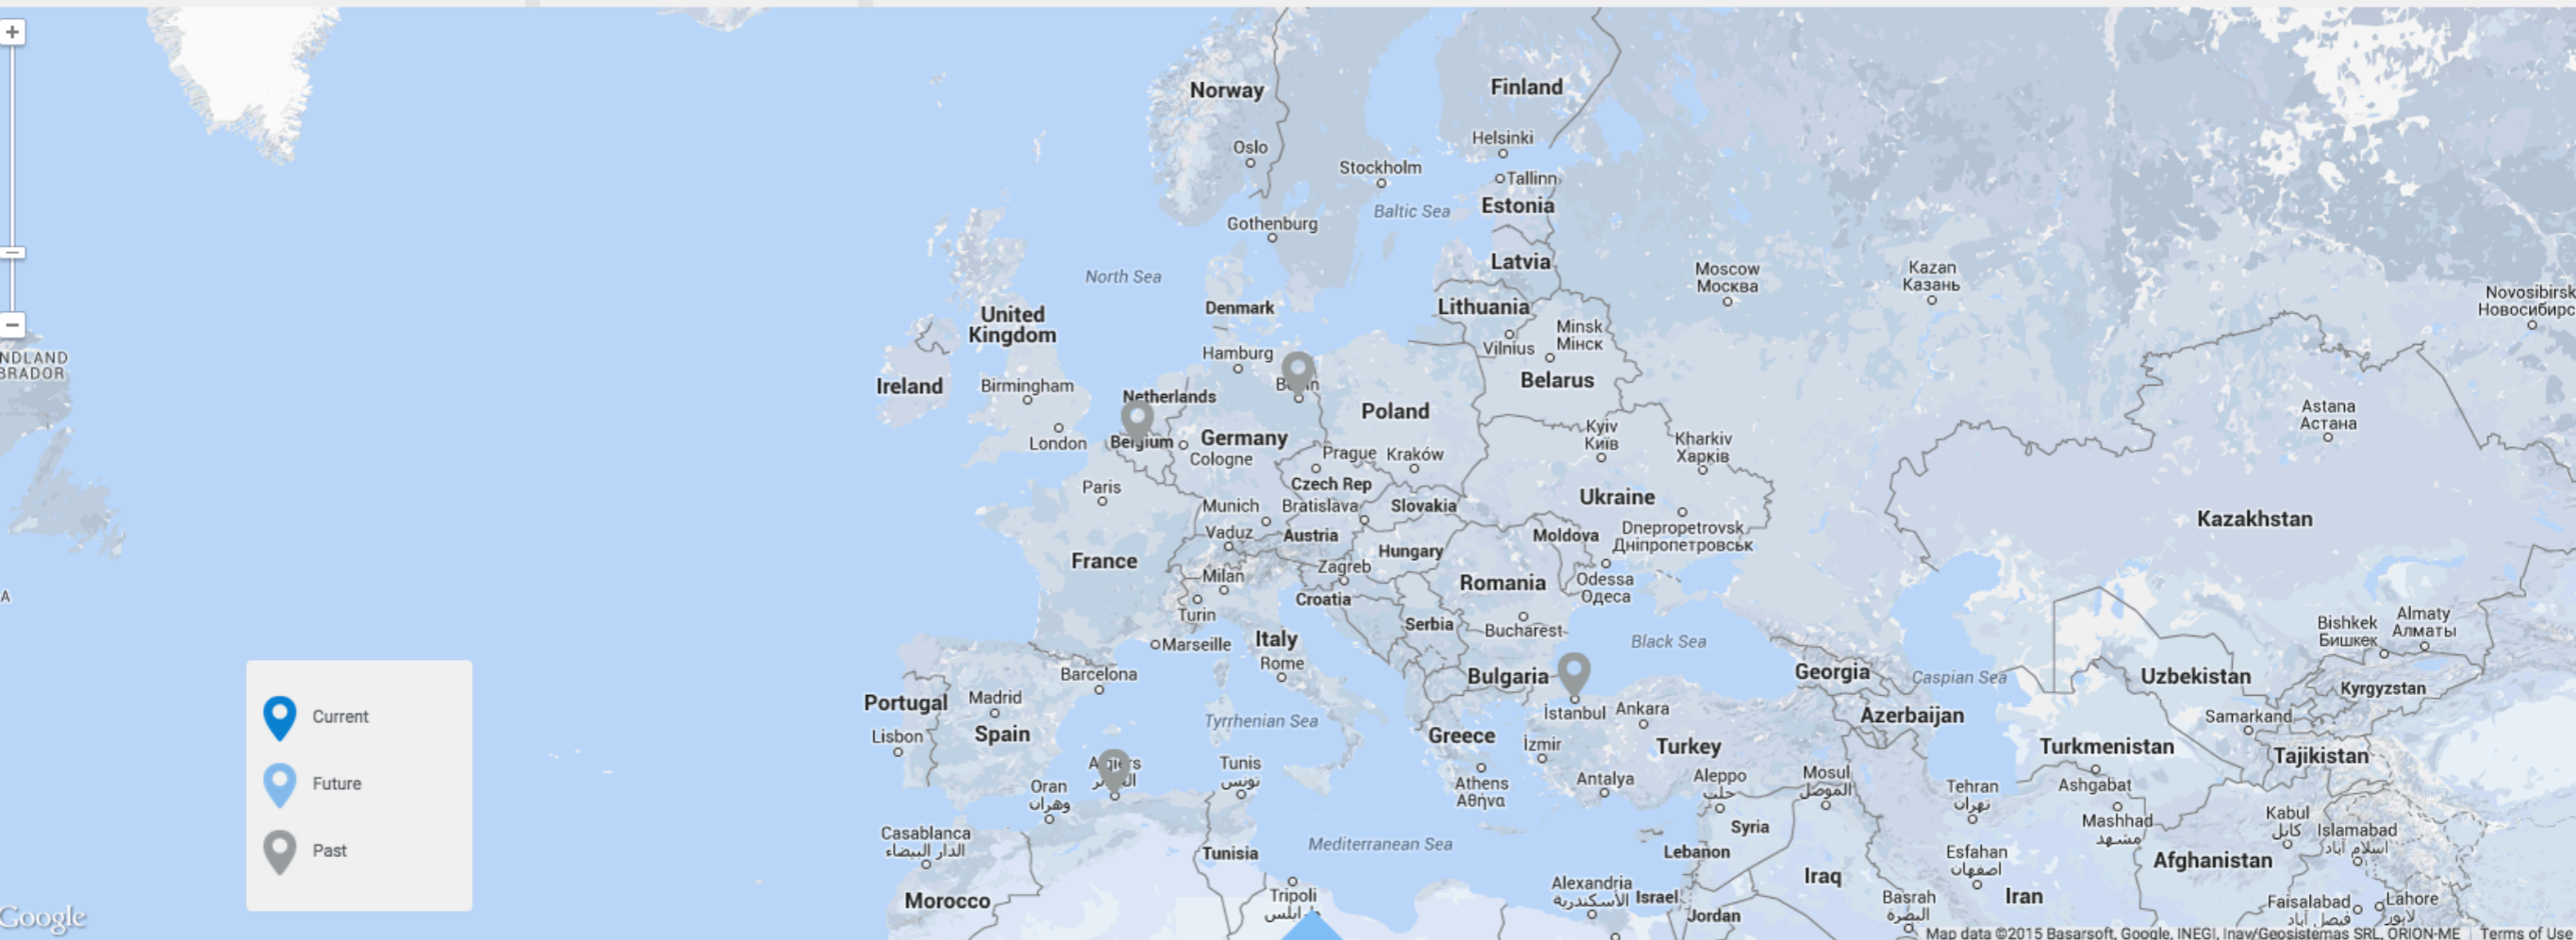 Norway
Finland
Oslo
Helsinki
Stockholm
Tallinn
Baltic Sea
Estonia
Gothenburg
North Sea
Latvia
Moscow
Москва
Kazan
Казань
Novosibirsk
Новосибирс
United
Kingdom
Denmark
Lithuania
Minsk
Мінск
Vilnius
NDLAND
BRADOR
Hamburg
Ireland
Birmingham
Belarus
Netherlands
Poland
Astana
Астана
London
Belgium
Germany
Cologne
Kyiv
Київ
Kharkiv
Харків
Prague
Kraków
Czech Rep
Paris
Ukraine
Munich
Bratislava
Slovakia
Kazakhstan
Vaduz
Austria
Moldova
Dnepropetrovsk
Дніпропетровськ
France
Hungary
Zagreb
Milan
Romania
Odessa
Одеса
A
Croatia
Turin
Serbia
Bucharest
Marseille
Italy
Rome
Black Sea
Bishkek
Бишкек
Almaty
Алматы
Barcelona
Bulgaria
Georgia
Caspian Sea
Uzbekistan
Kyrgyzstan
Portugal
Madrid
Spain
Tyrrhenian Sea
İstanbul
Ankara
Azerbaijan
Samarkand
Current
Lisbon
Greece
İzmir
Turkey
Turkmenistan
Tajikistan
Tunis
تونس
Future
Oran
وهران
Athens
Αθήνα
Antalya
Aleppo
حلب
Mosul
الموصل
Tehran
تهران
Ashgabat
Mashhad
مشهد
Kabul
کابل
Islamabad
اسلام آباد
Casablanca
الدار البيضاء
Past
Tunisia
Mediterranean Sea
Syria
Lebanon
Esfahan
اصفهان
Afghanistan
Morocco
Tripoli
Alexandria
الأسكندرية
Israel
Jordan
Iraq
Basrah
البصرة
Iran
Faisalabad
فیصل آباد
Lahore
لاہور
Google
Map data ©2015 Basarsoft, Google, INEGI, Inav/Geosistemas SRL, ORION-ME
Terms of Use